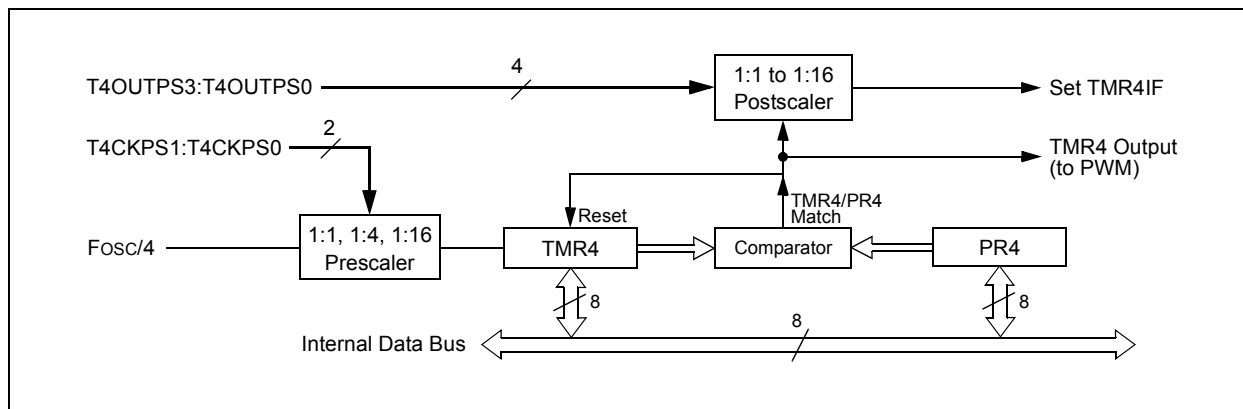 T4OUTPS3:T4OUTPS0
4
1:1 to 1:16
Postscaler
Set TMR4IF
T4CKPS1:T4CKPS0
2
TMR4 Output
(to PWM)
TMR4/PR4
Match
Reset
FOSC/4
1:1, 1:4, 1:16
Prescaler
TMR4
Comparator
PR4
8
8
8
Internal Data Bus